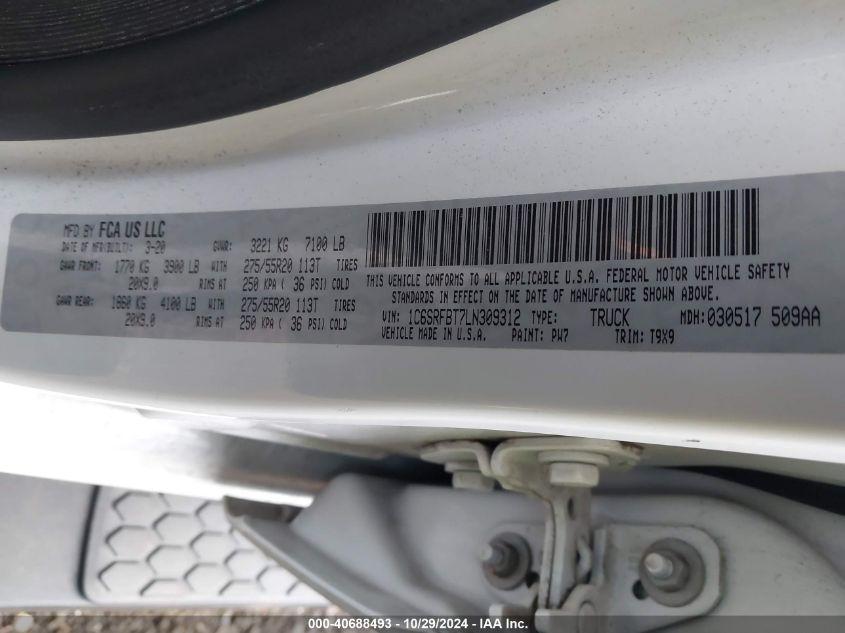 MFD BY FCA US LLC
DATE OF MFR(BUILT): 3-20 GVWR: 3221 KG 7100 LB
GAWR FRONT: 1770 KG 3900 LB WITH 275/55R20 113T TIRES
20X9.0 RIMS AT 250 KPA ( 36 PSI) COLD
GAWR REAR: 1860 KG 4100 LB WITH 275/55R20 113T TIRES
20X9.0 RIMS AT 250 KPA ( 36 PSI) COLD
THIS VEHICLE CONFORMS TO ALL APPLICABLE U.S.A. FEDERAL MOTOR VEHICLE SAFETY
STANDARDS IN EFFECT ON THE DATE OF MANUFACTURE SHOWN ABOVE.
VIN: 1C6SRFBT7LN309312 TYPE: TRUCK MDH: 030517 509AA
VEHICLE MADE IN U.S.A. PAINT: PW7 TRIM: T9X9
000-40688493 - 10/29/2024 - IAAI.com